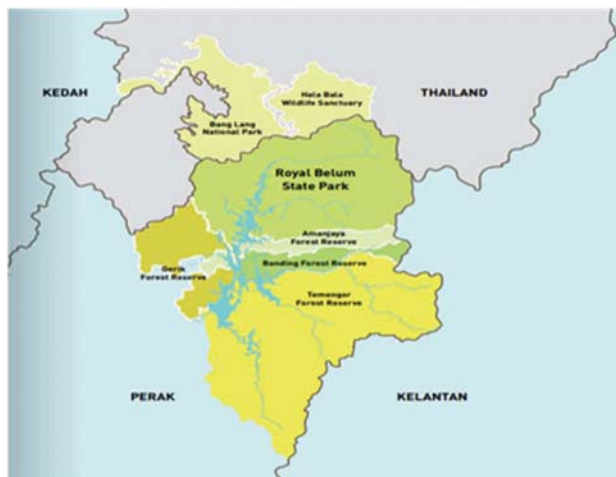 KEDAH
Bang Lang
National Park
Hala Bala
Wildlife Sanctuary
THAILAND
Royal Belum
State Park
Amanjaya
Forest Reserve
Gerik
Forest Reserve
Banding Forest Reserve
Temengor
Forest Reserve
PERAK
KELANTAN